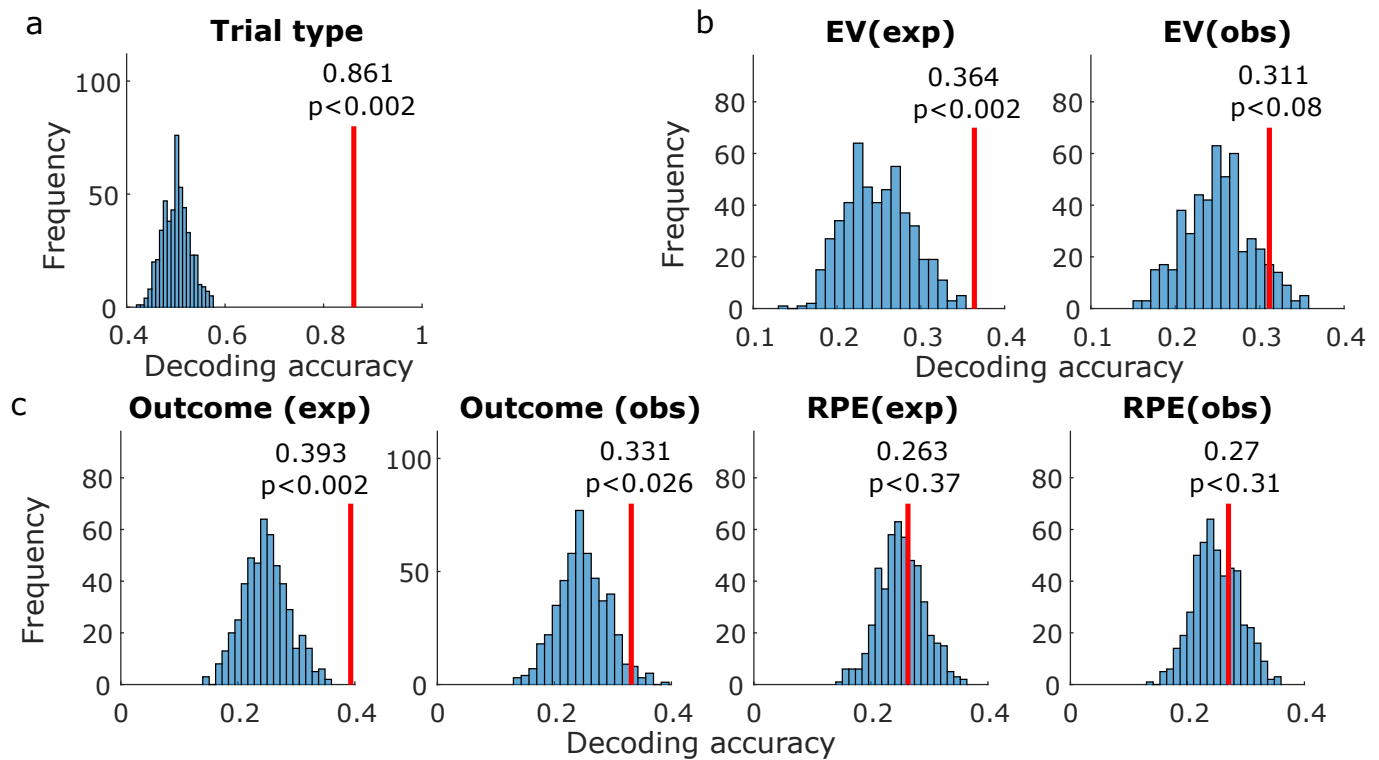 a
Trial type
0.861
p<0.002
100
50
0
Frequency
0.4
0.6
0.8
1
Decoding accuracy
b
EV(exp)
0.364
p<0.002
80
60
40
20
0
Frequency
0.1
0.2
0.3
0.4
EV(obs)
0.311
p<0.08
80
60
40
20
0
0.1
0.2
0.3
0.4
Decoding accuracy
c
Outcome (exp)
0.393
p<0.002
80
60
40
20
0
Frequency
0
0.2
0.4
Outcome (obs)
0.331
p<0.026
100
50
0
0
0.2
0.4
RPE(exp)
0.263
p<0.37
80
60
40
20
0
0
0.2
0.4
RPE(obs)
0.27
p<0.31
80
60
40
20
0
0
0.2
0.4
Decoding accuracy